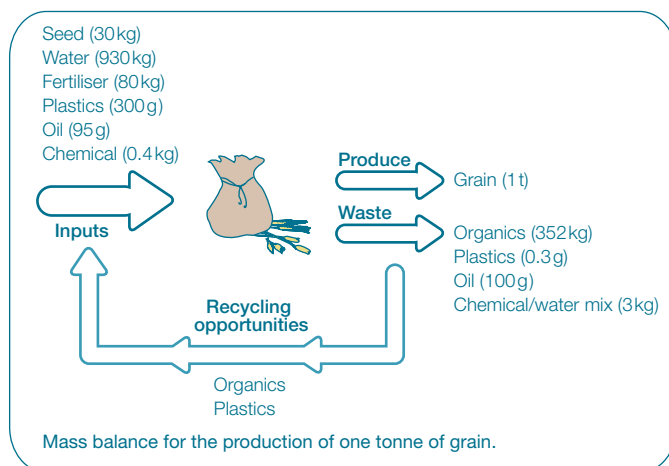 Seed (30kg)
Water (930kg)
Fertiliser (80kg)
Plastics (300g)
Oil (95g)
Chemical (0.4kg)
Inputs
Produce
Grain (1t)
Waste
Organics (352kg)
Plastics (0.3g)
Oil (100g)
Chemical/water mix (3kg)
Recycling
opportunities
Organics
Plastics
Mass balance for the production of one tonne of grain.